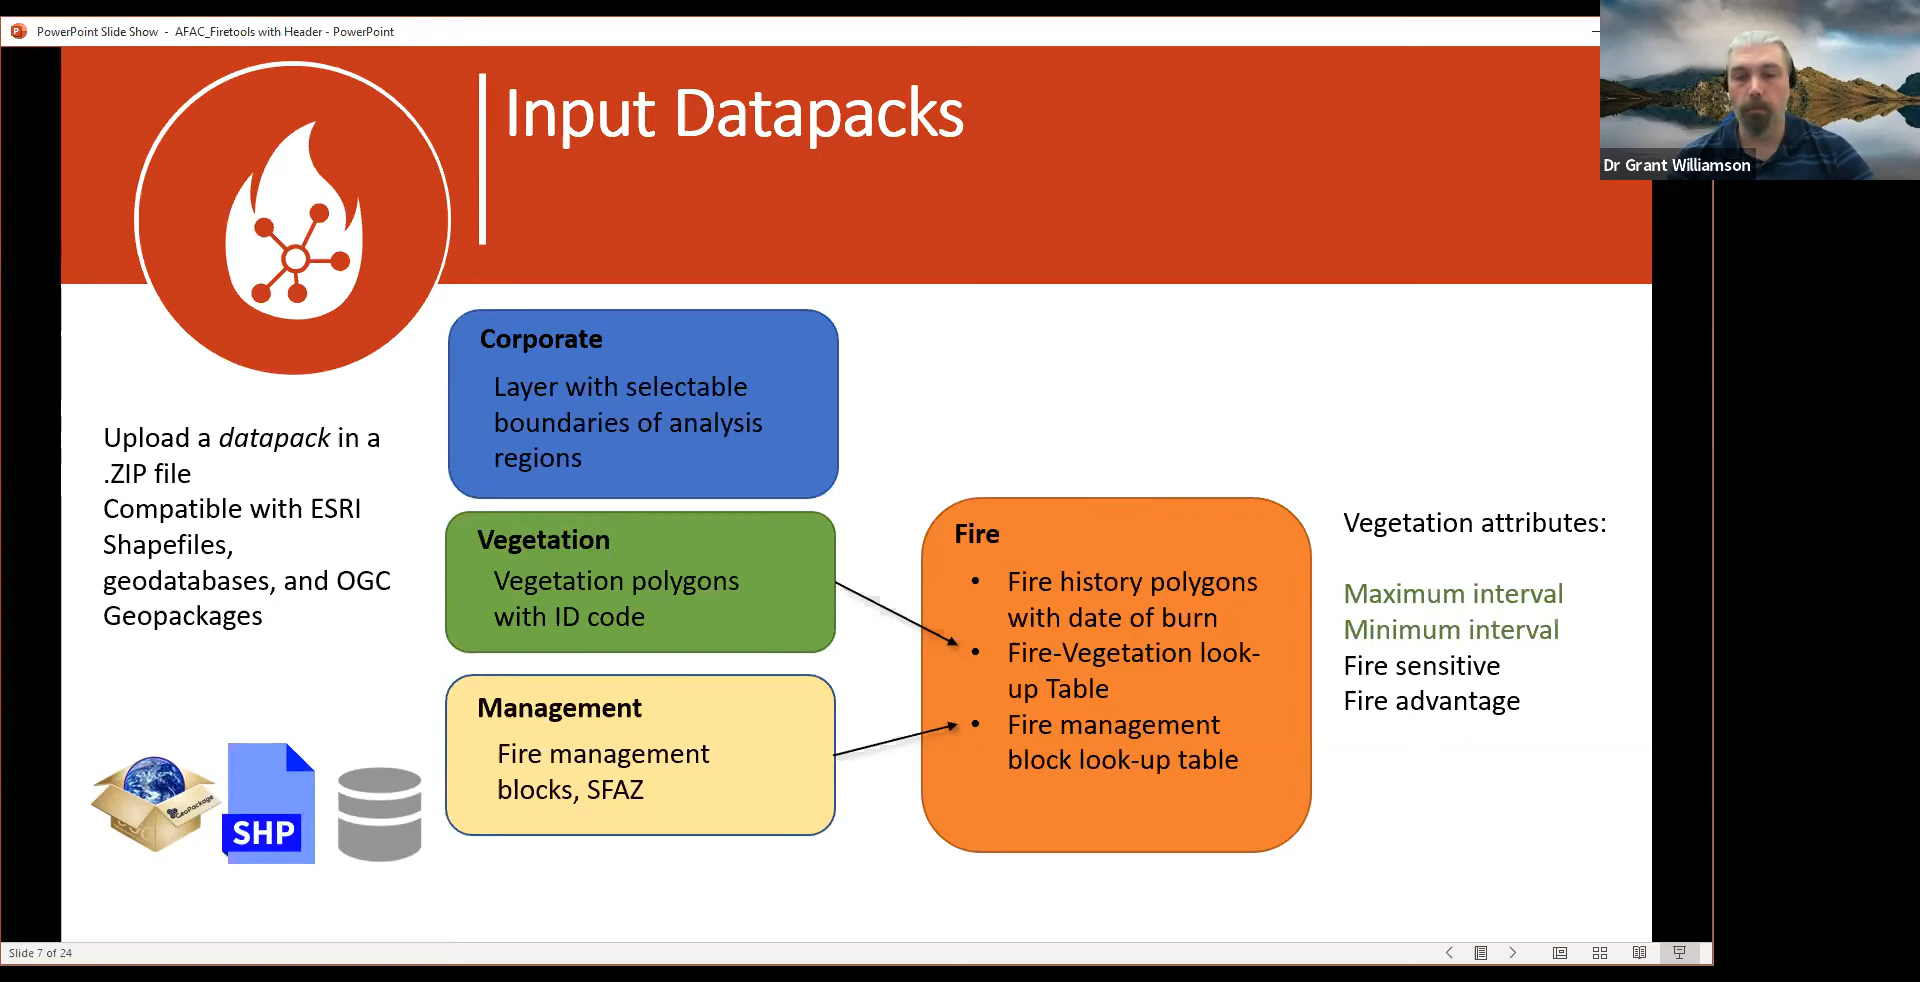 PowerPoint Slide Show - AFAC_Firetools with Header - PowerPoint
Dr Grant Williamson
Input Datapacks
Upload a datapack in a
.ZIP file
Compatible with ESRI
Shapefiles,
geodatabases, and OGC
Geopackages
GeoPackage
SHP
Corporate
Layer with selectable
boundaries of analysis
regions
Vegetation
Vegetation polygons
with ID code
Management
Fire management
blocks, SFAZ
Fire
• Fire history polygons
with date of burn
• Fire-Vegetation look-
up Table
• Fire management
block look-up table
Vegetation attributes:
Maximum interval
Minimum interval
Fire sensitive
Fire advantage
Slide 7 of 24